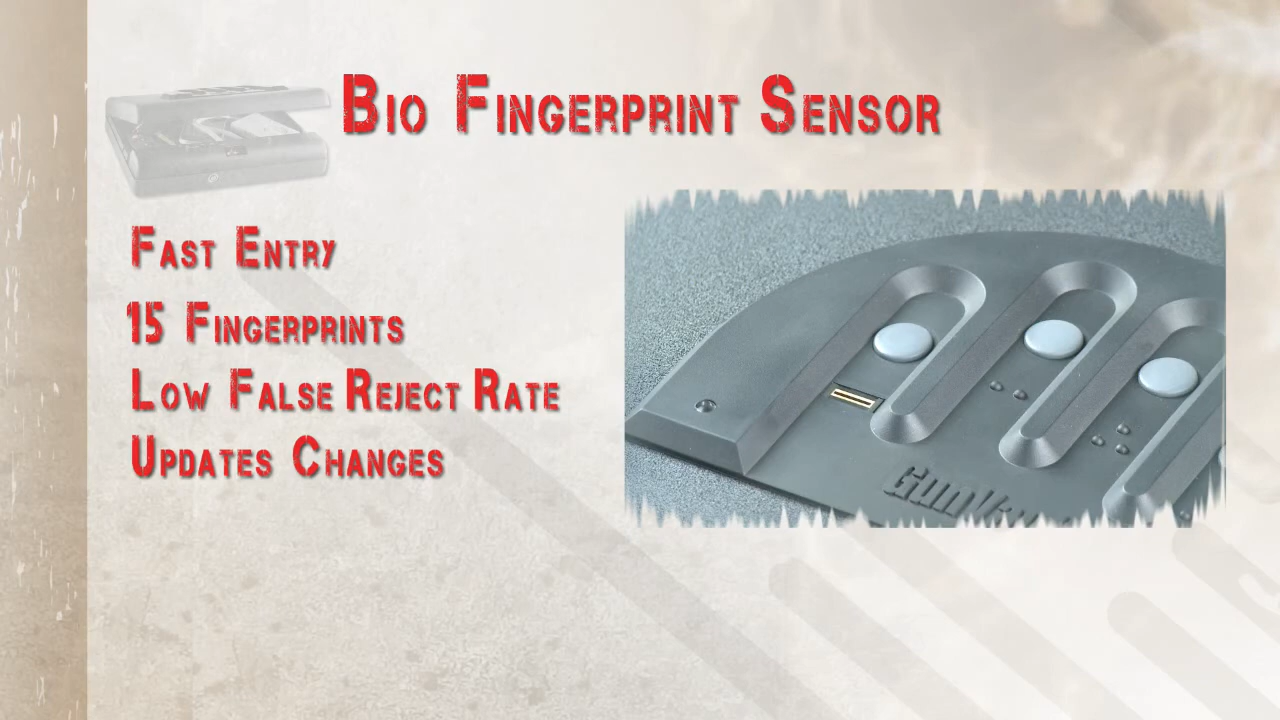 Bio Fingerprint Sensor
Fast Entry
15 Fingerprints
Low False Reject Rate
Updates Changes